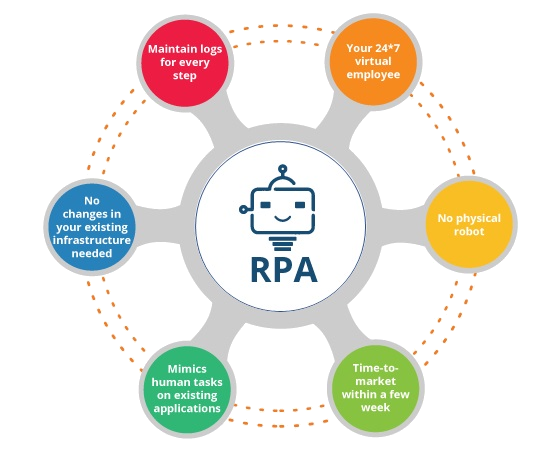 Maintain logs
for every
step
Your 24*7
virtual
employee
No
changes in
your existing
infrastructure
needed
RPA
No physical
robot
Mimics
human tasks
on existing
applications
Time-to-
market
within a few
week